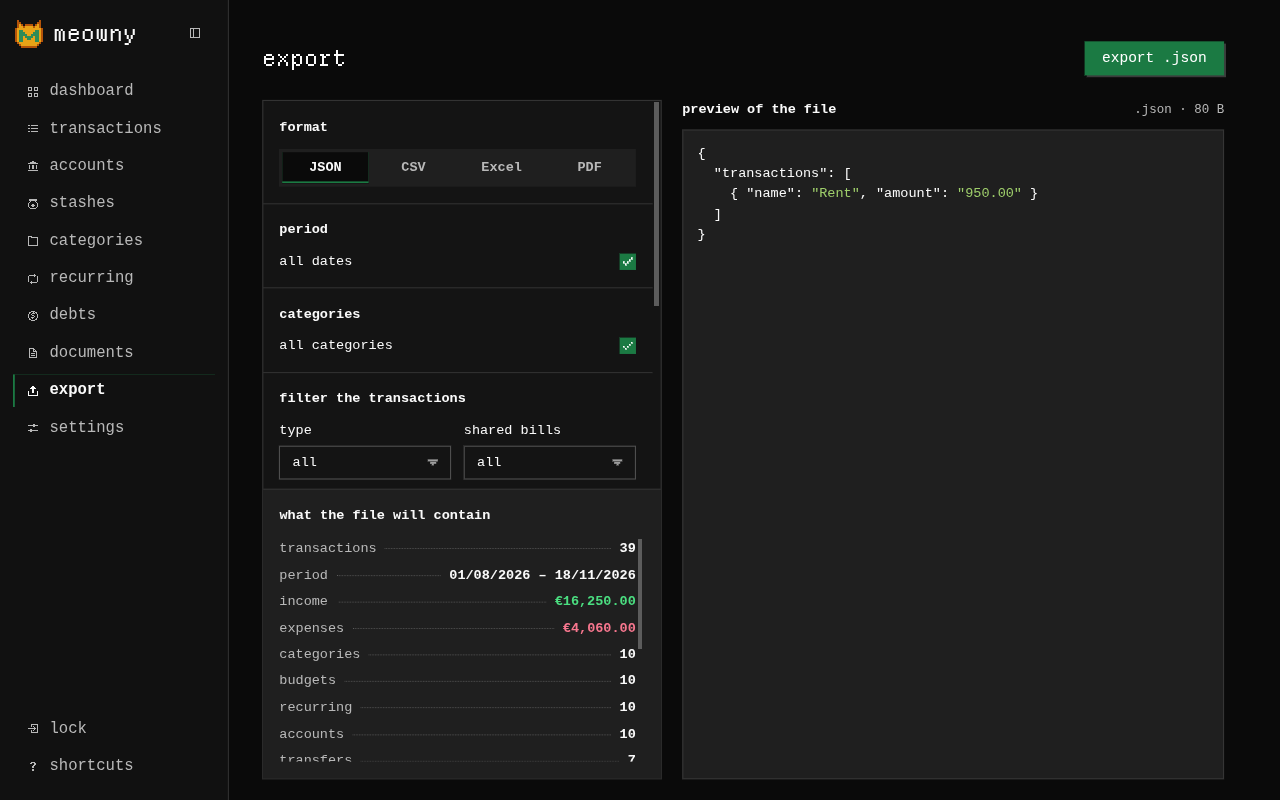 meowny
dashboard
transactions
accounts
stashes
categories
recurring
debts
documents
export
settings
lock
? shortcuts
export
export .json
format
JSON CSV Excel PDF
period
all dates
categories
all categories
filter the transactions
type shared bills
all all
what the file will contain
transactions 39
period 01/08/2026 – 18/11/2026
income €16,250.00
expenses €4,060.00
categories 10
budgets 10
recurring 10
accounts 10
transfers 7
preview of the file .json · 80 B
{
"transactions": [
{ "name": "Rent", "amount": "950.00" }
]
}